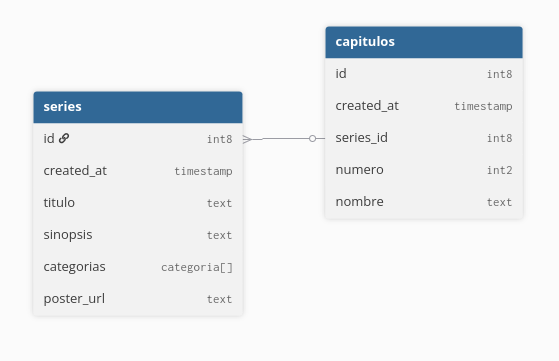 capitulos
id int8
created_at timestamp
series_id int8
numero int2
nombre text
series
id int8
created_at timestamp
titulo text
sinopsis text
categorias categoria[]
poster_url text